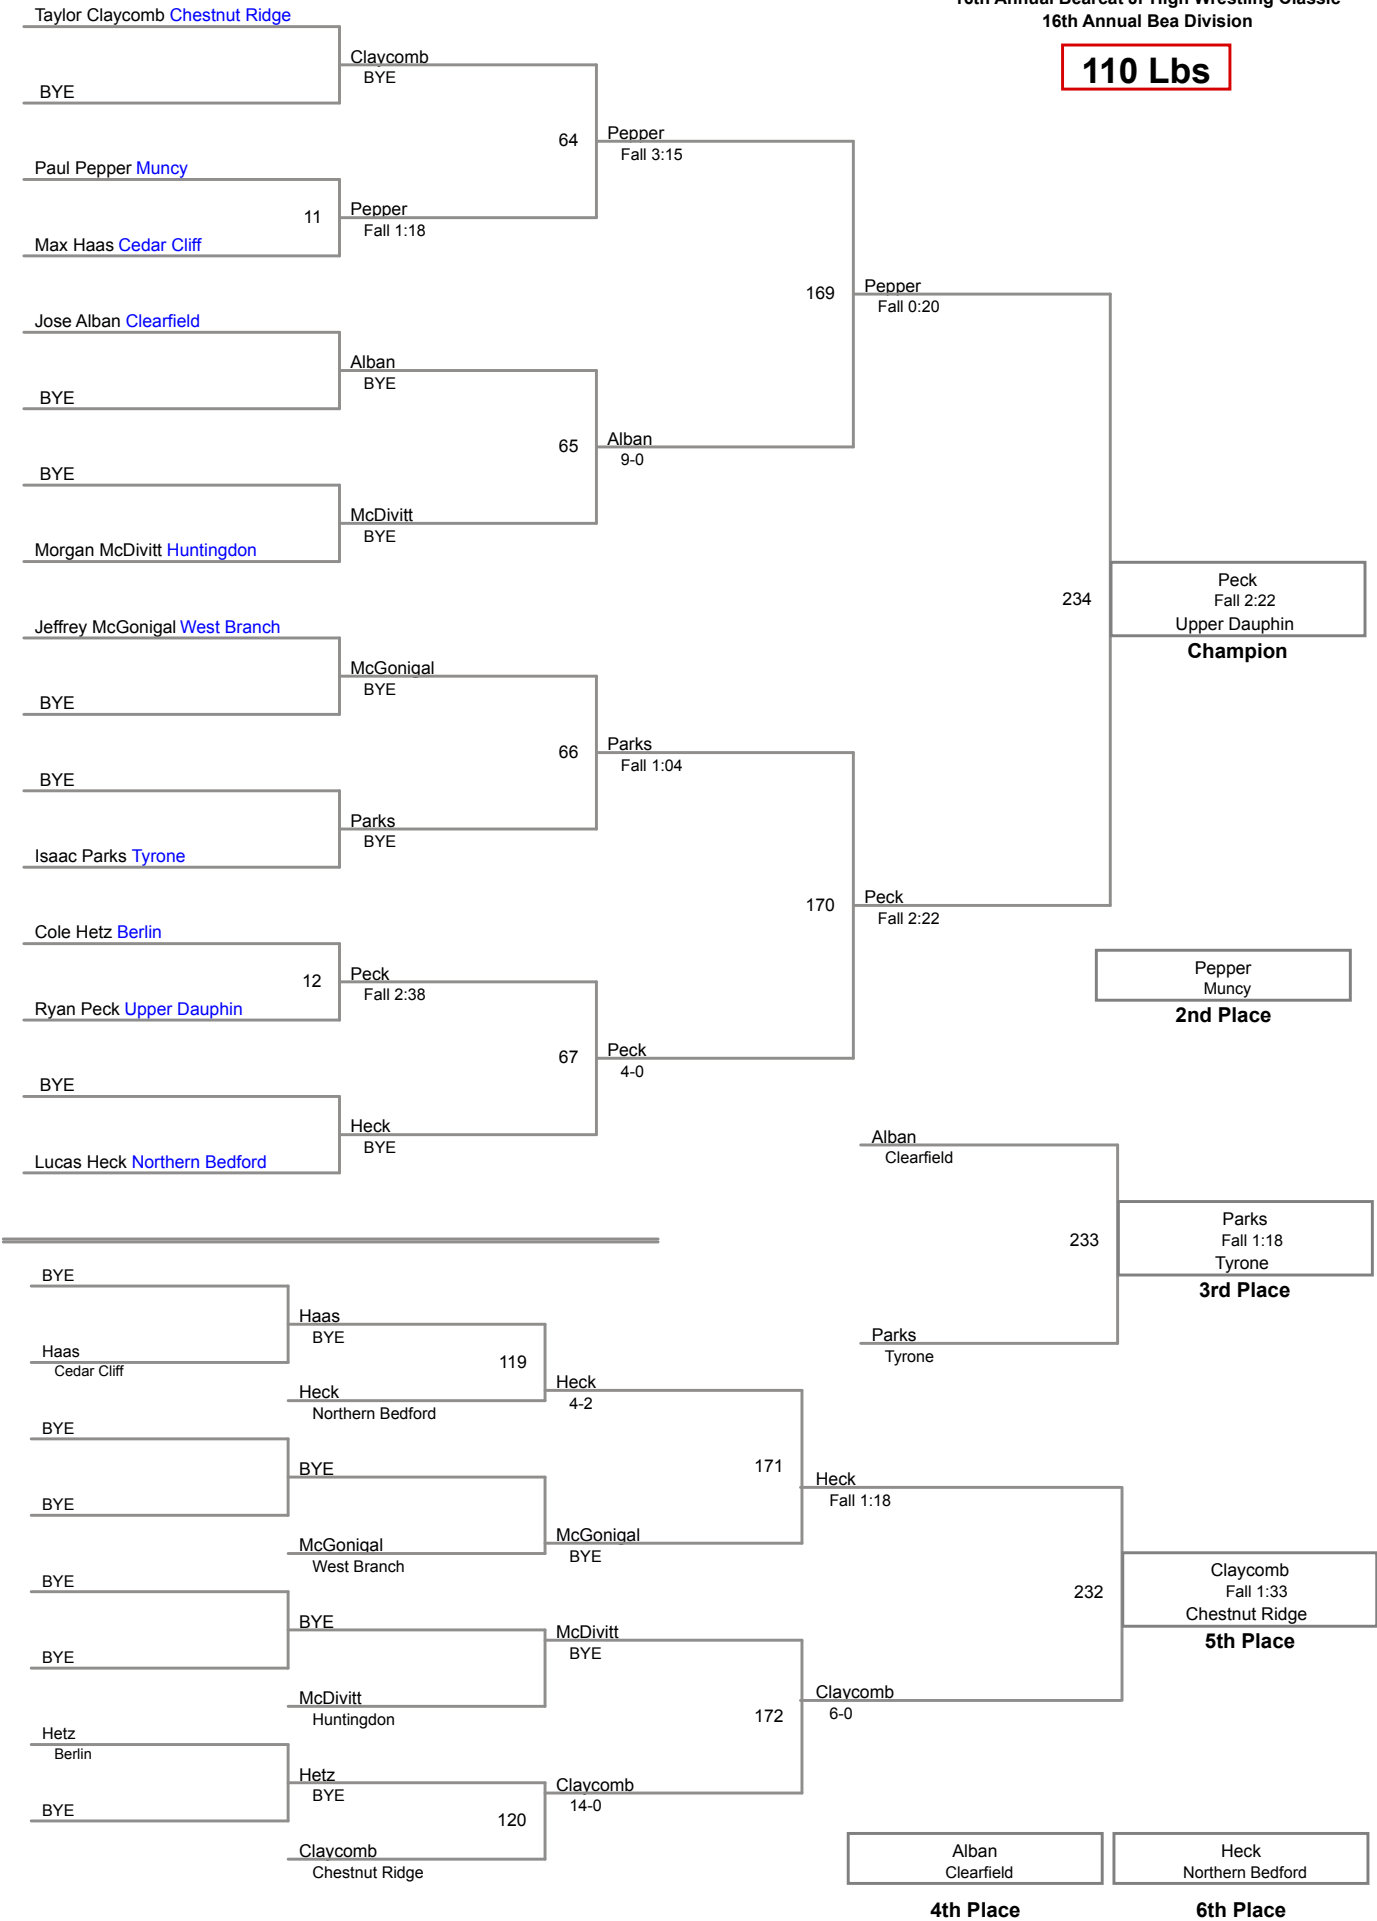 16th Annual Bearcat Jr High Wrestling Classic
16th Annual Bea Division
110 Lbs
Taylor Claycomb Chestnut Ridge
BYE
Claycomb
BYE
Paul Pepper Muncy
Max Haas Cedar Cliff
11
Pepper
Fall 1:18
64
Pepper
Fall 3:15
Jose Alban Clearfield
BYE
Alban
BYE
BYE
Morgan McDivitt Huntingdon
McDivitt
BYE
65
Alban
9-0
169
Pepper
Fall 0:20
Jeffrey McGonigal West Branch
BYE
McGonigal
BYE
BYE
Isaac Parks Tyrone
Parks
BYE
66
Parks
Fall 1:04
Cole Hetz Berlin
Ryan Peck Upper Dauphin
12
Peck
Fall 2:38
BYE
Lucas Heck Northern Bedford
Heck
BYE
67
Peck
4-0
170
Peck
Fall 2:22
234
Peck
Fall 2:22
Upper Dauphin
Champion
Pepper
Muncy
2nd Place
Alban
Clearfield
Parks
Tyrone
233
Parks
Fall 1:18
Tyrone
3rd Place
BYE
Haas
Cedar Cliff
Haas
BYE
Heck
Northern Bedford
119
Heck
4-2
BYE
BYE
BYE
McGonigal
West Branch
McGonigal
BYE
171
Heck
Fall 1:18
BYE
BYE
BYE
McDivitt
Huntingdon
McDivitt
BYE
Hetz
Berlin
BYE
Hetz
BYE
Claycomb
Chestnut Ridge
120
Claycomb
14-0
172
Claycomb
6-0
232
Claycomb
Fall 1:33
Chestnut Ridge
5th Place
Alban
Clearfield
4th Place
Heck
Northern Bedford
6th Place